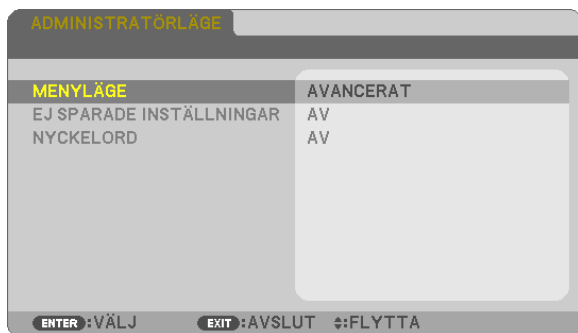 ADMINISTRATÖRLÄGE
MENYLÄGE AVANCERAT
EJ SPARADE INSTÄLLNINGAR AV
NYCKELORD AV
ENTER :VÄLJ EXIT :AVSLUT :FLYTTA